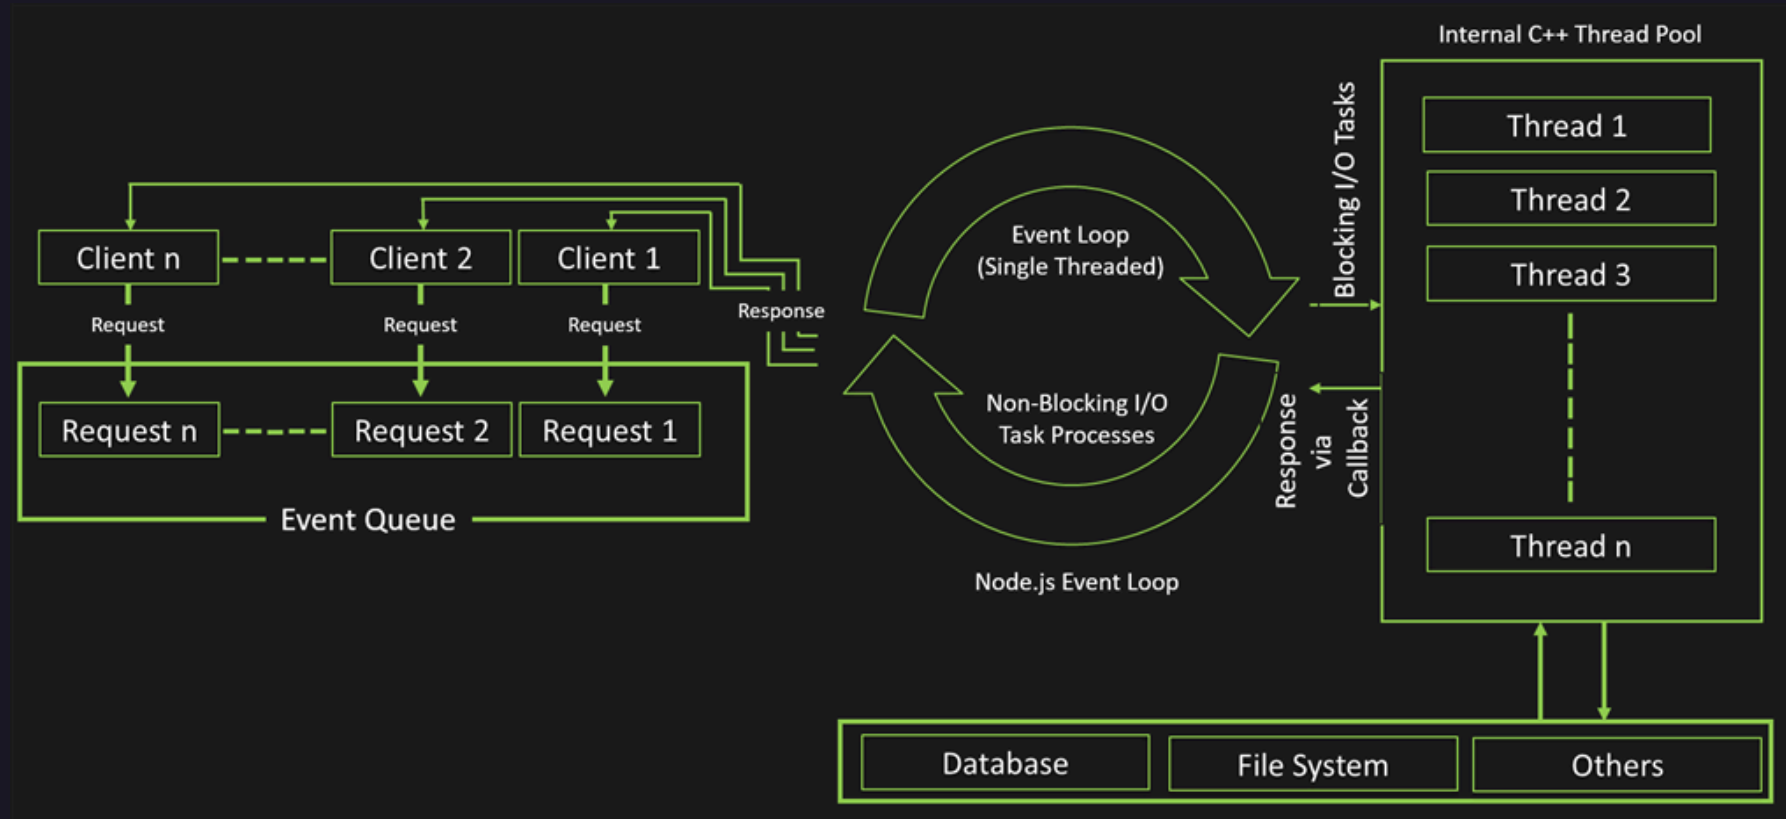 Internal C++ Thread Pool
Client n
Client 2
Client 1
Request
Request
Request
Response
Request n
Request 2
Request 1
Event Queue
Event Loop
(Single Threaded)
Non-Blocking I/O
Task Processes
Node.js Event Loop
Blocking I/O Tasks
Response
via
Callback
Thread 1
Thread 2
Thread 3
Thread n
Database
File System
Others